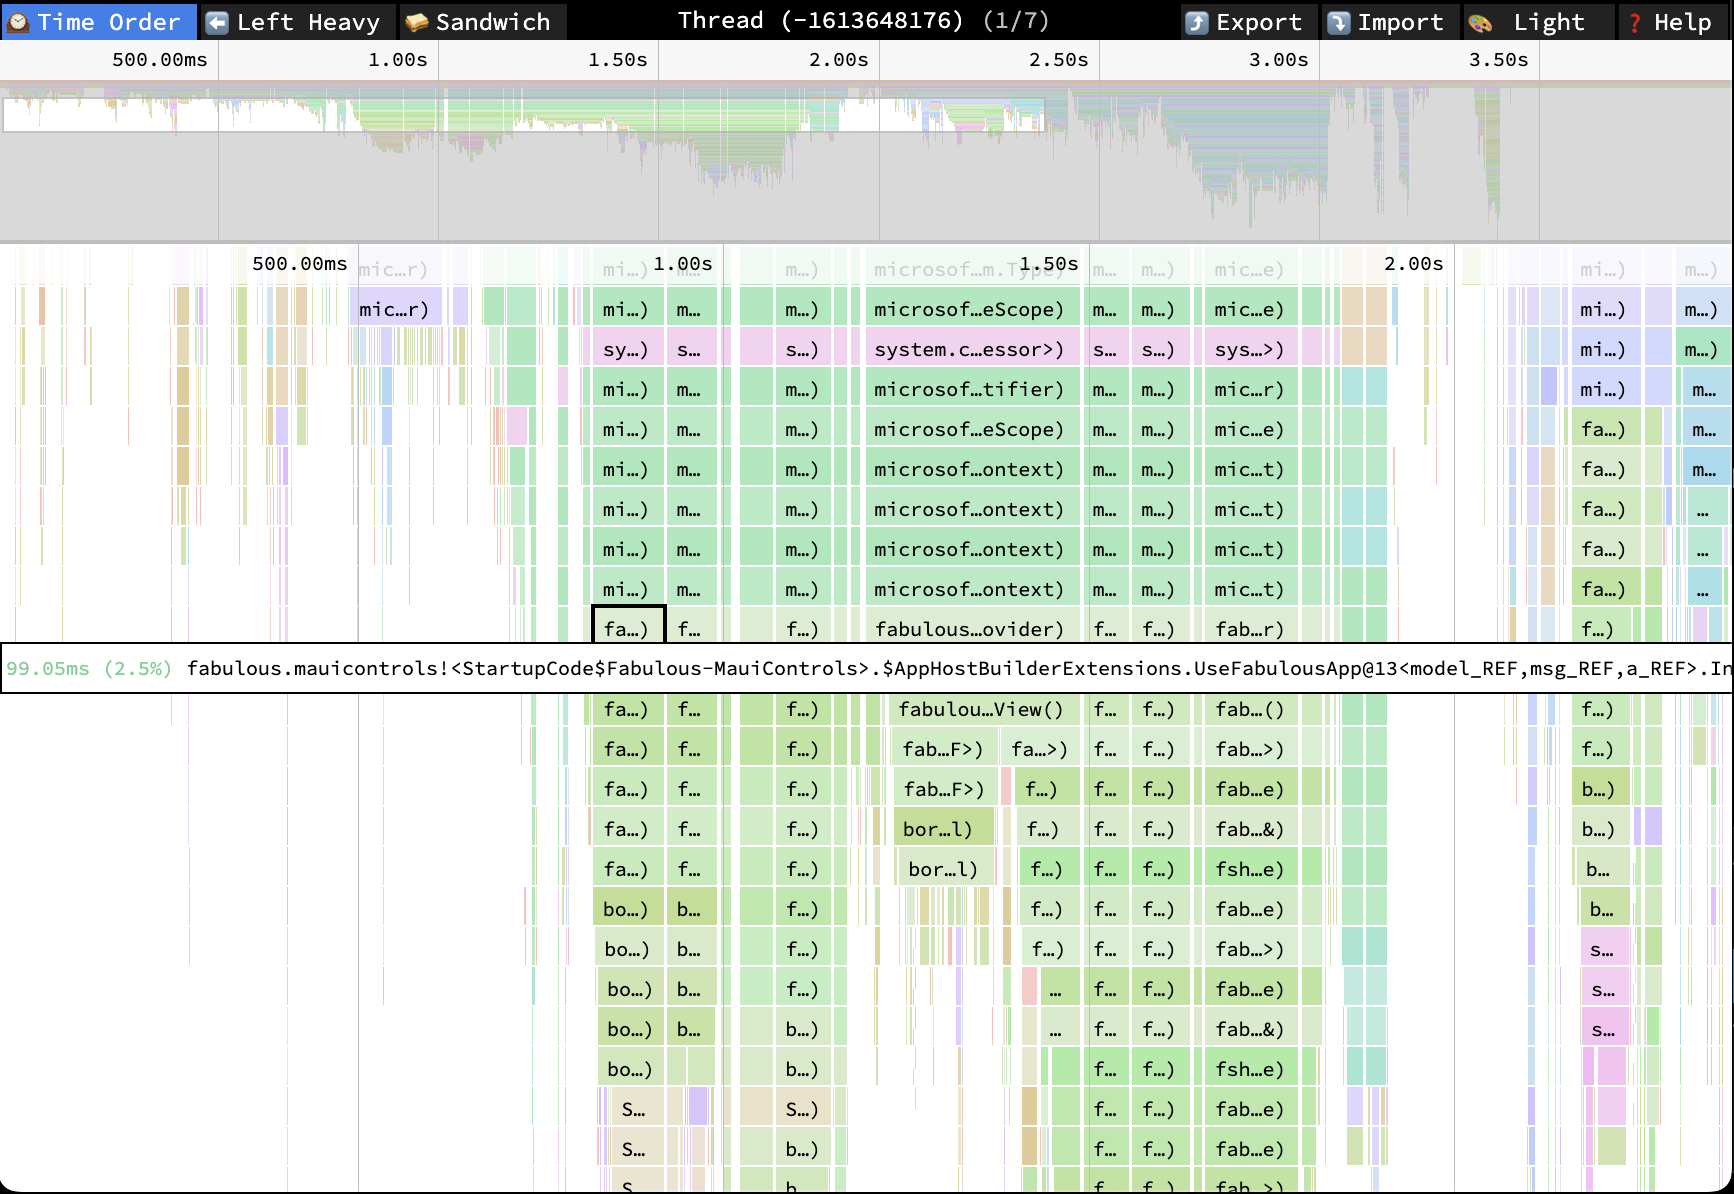 Time Order Left Heavy Sandwich Thread (-1613648176) (1/7) Export Import Light Help
500.00ms 1.00s 1.50s 2.00s 2.50s 3.00s 3.50s
500.00ms 1.00s 1.50s 2.00s
mic…r) mi…) m… m…) microsof…m.Type) m… m…) mic…e) mi…) m…)
mic…r) mi…) m… m…) microsof…eScope) m… m…) mic…e) mi…) m…)
sy…) s… s…) system.c…essor>) s… s…) sys…>) mi…) m…)
mi…) m… m…) microsof…tifier) m… m…) mic…r) mi…) m…
mi…) m… m…) microsof…eScope) m… m…) mic…e) fa…) m…
mi…) m… m…) microsof…ontext) m… m…) mic…t) fa…) m…
mi…) m… m…) microsof…ontext) m… m…) mic…t) fa…) …
mi…) m… m…) microsof…ontext) m… m…) mic…t) fa…) …
mi…) m… m…) microsof…ontext) m… m…) mic…t) fa…) …
fa…) f… f…) fabulous…ovider) f… f…) fab…r) f…)
99.05ms (2.5%) fabulous.mauicontrols!<StartupCode$Fabulous-MauiControls>.$AppHostBuilderExtensions.UseFabulousApp@13<model_REF,msg_REF,a_REF>.In
fa…) f… f…) fabulou…View() f… f…) fab…() f…)
fa…) f… f…) fab…F>) fa…>) f… f…) fab…>) f…)
fa…) f… f…) fab…F>) f…) f… f…) fab…e) b…)
fa…) f… f…) bor…l) f…) f… f…) fab…&) b…)
fa…) f… f…) bor…l) f…) f… f…) fsh…e) b…
bo…) b… f…) f…) f… f…) fab…e) b…
bo…) b… f…) f…) f… f…) fab…>) s…
bo…) b… f…) … f… f…) fab…e) s…
bo…) b… b…) … f… f…) fab…&) s…
bo…) b…) f… f…) fsh…e)
S… S…) f… f…) fab…e)
S… b…) f… f…) fab…e)
S b f… f…) fab…>)